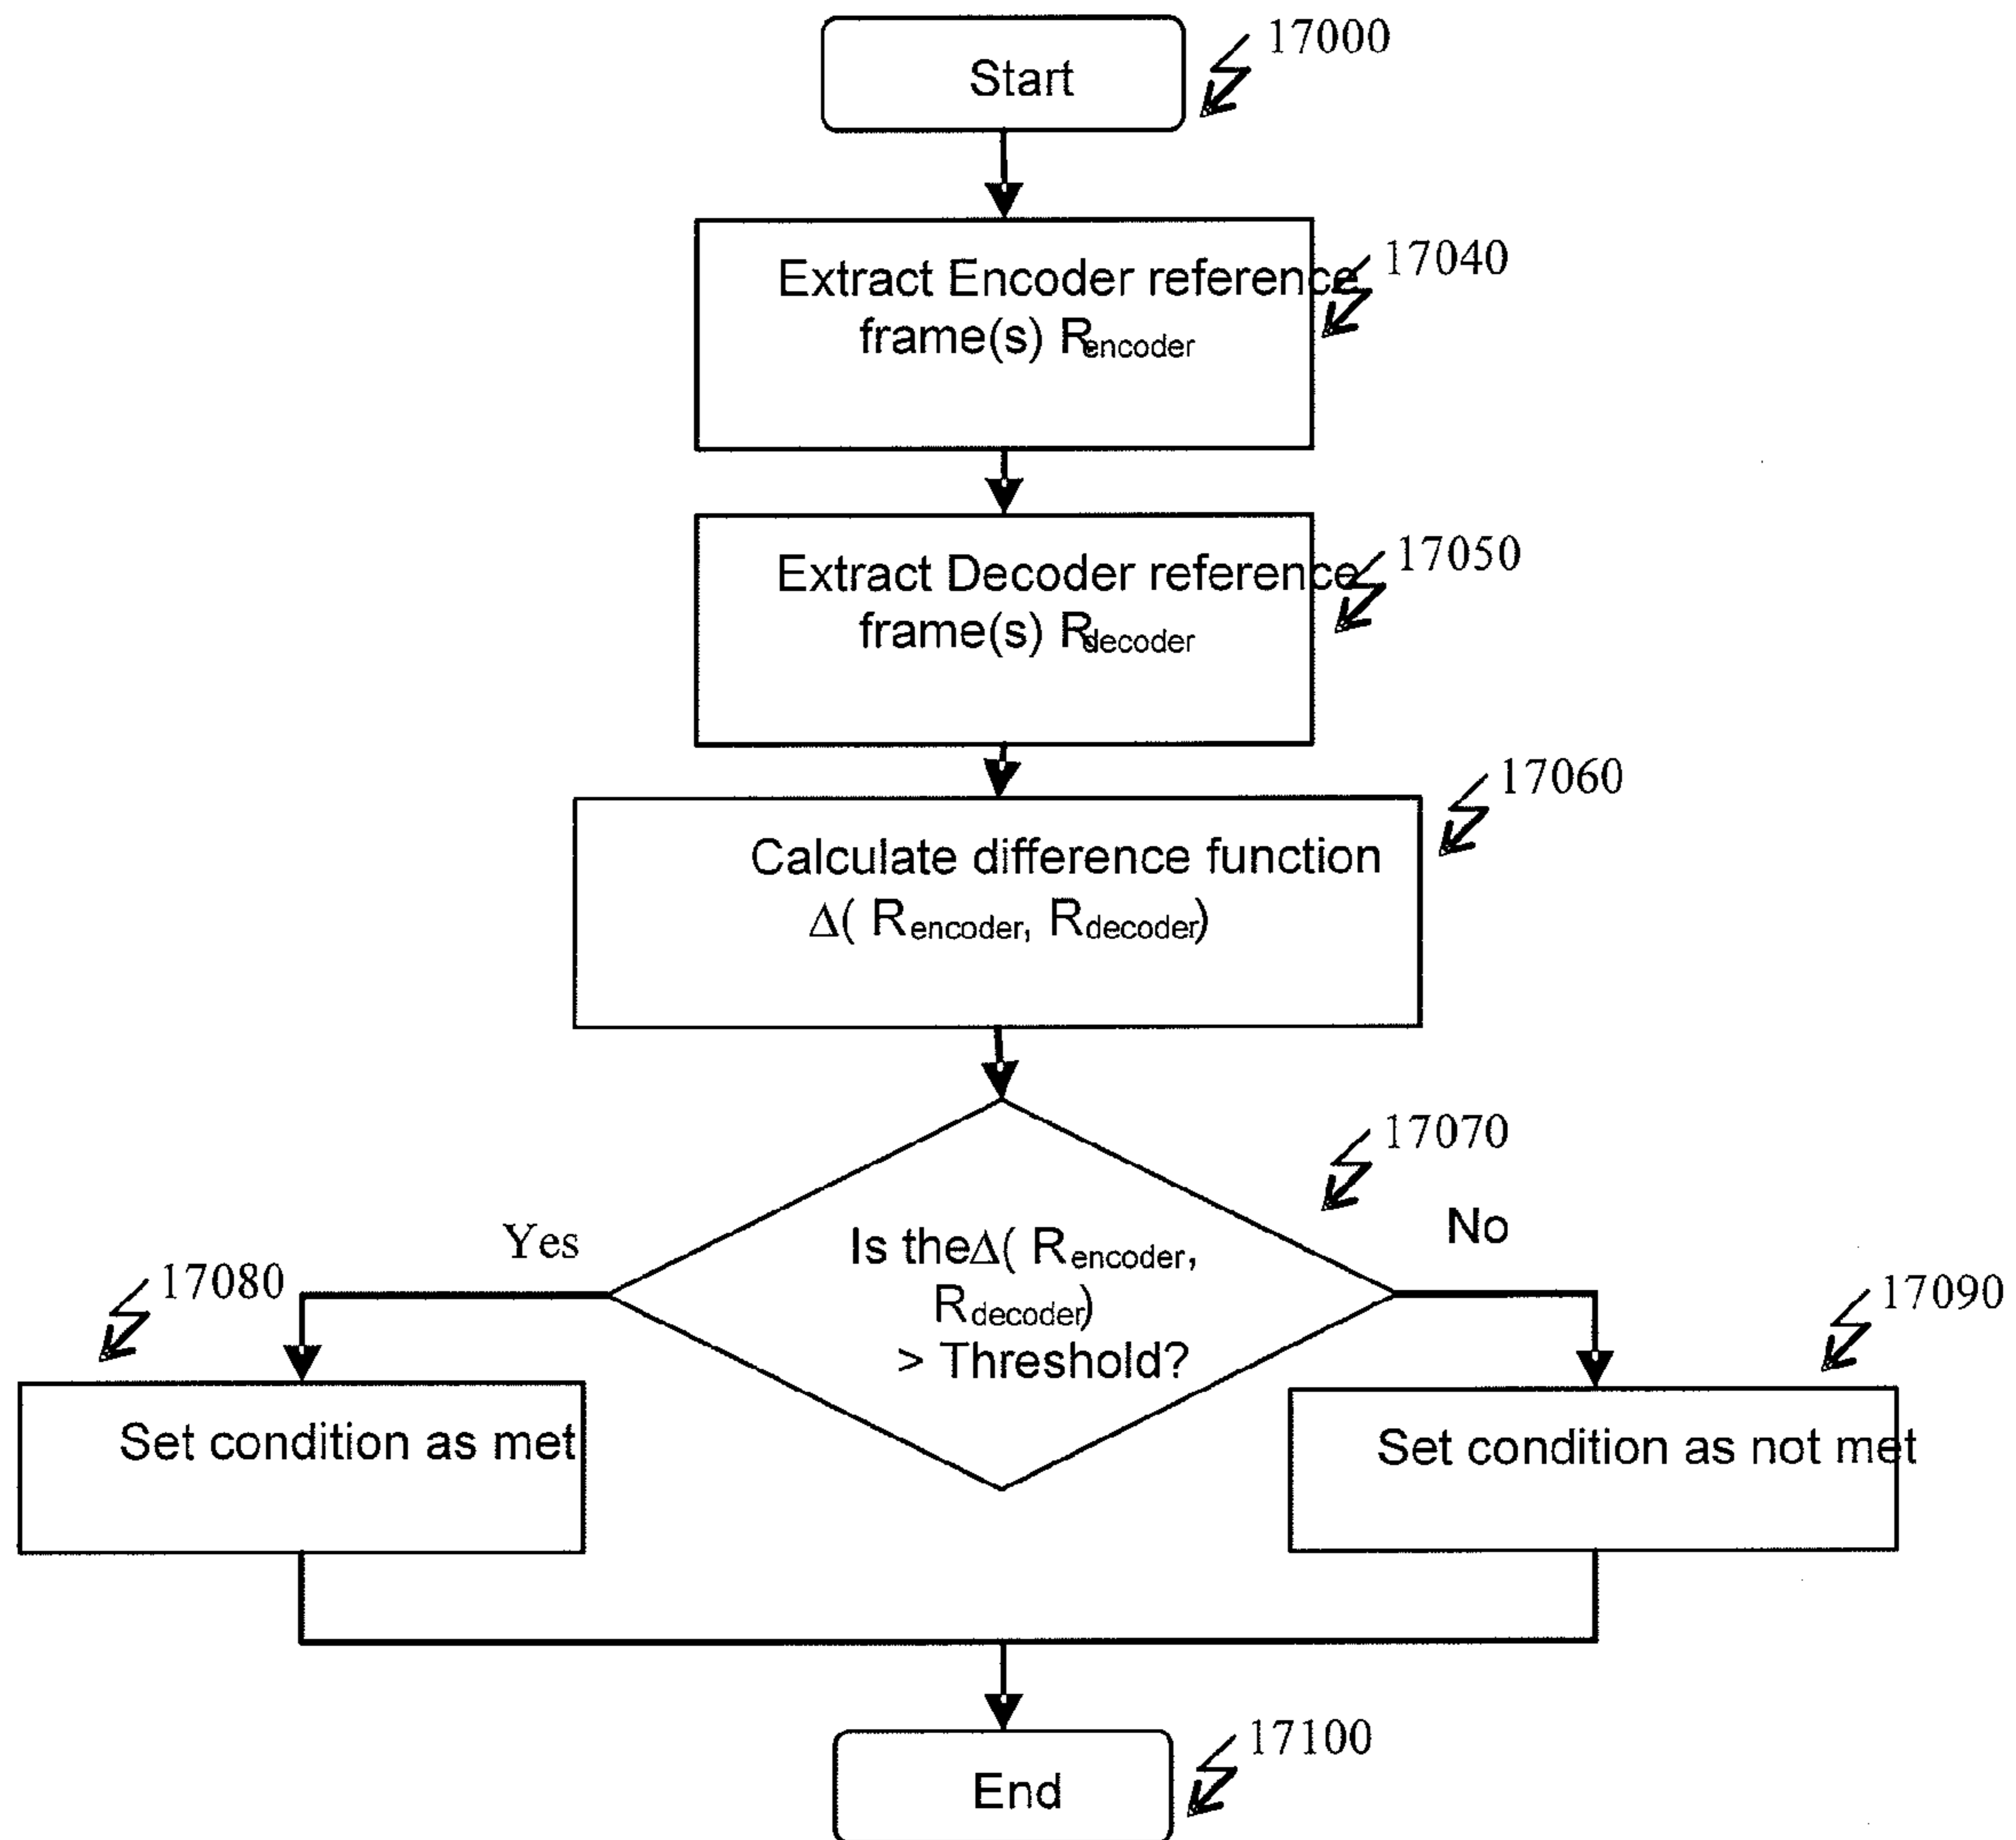 Start
17000
Extract Encoder reference
frame(s) Rencoder
17040
Extract Decoder reference
frame(s) Rdecoder
17050
Calculate difference function
Δ( Rencoder, Rdecoder)
17060
17070
Is theΔ( Rencoder,
Rdecoder)
> Threshold?
Yes
No
17080
Set condition as met
17090
Set condition as not met
End
17100